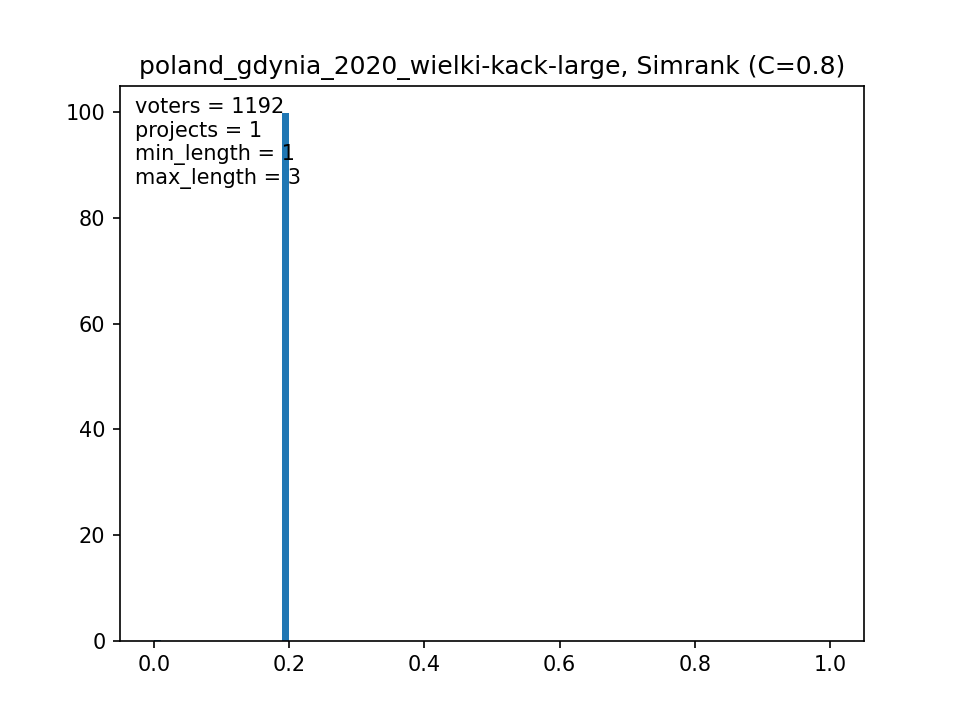 poland_gdynia_2020_wielki-kack-large, Simrank (C=0.8)
voters = 1192
projects = 1
min_length = 1
max_length = 3
100
80
60
40
20
0
0.0 0.2 0.4 0.6 0.8 1.0